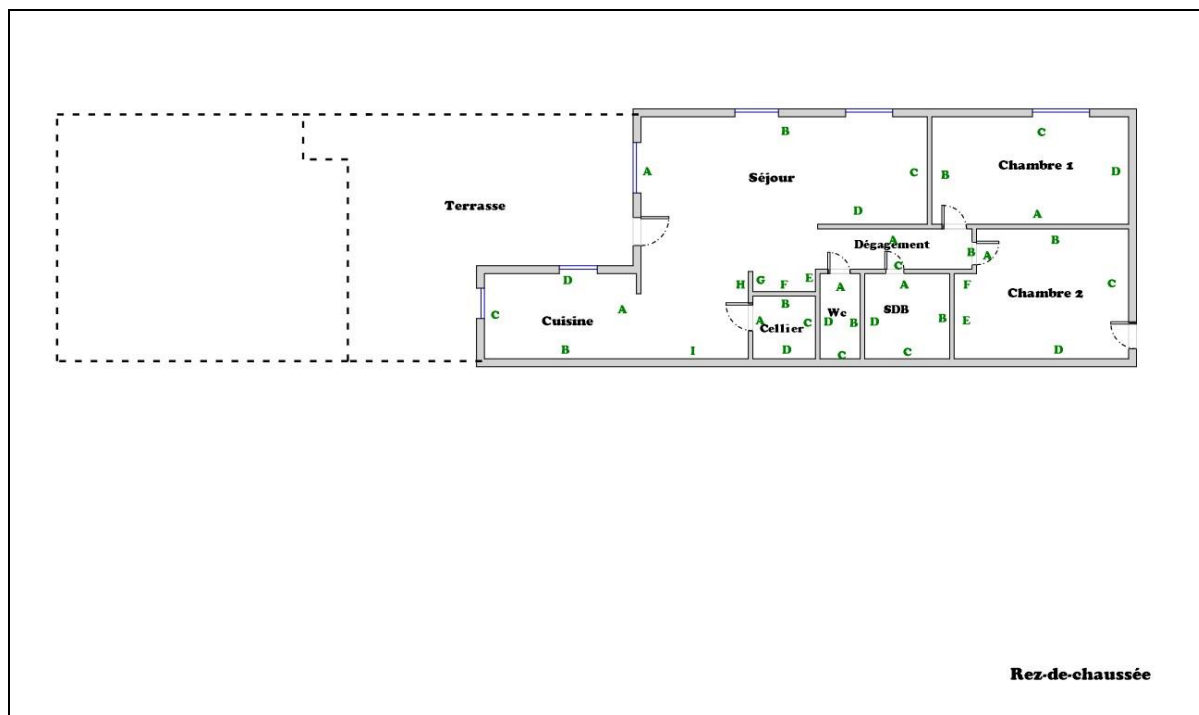 B
C
Chambre 1
A
Séjour
C
B
D
Terrasse
D
A
A
Dégagement
B
A
B
C
D
H
G
F
E
A
A
F
C
Chambre 2
C
Cuisine
A
B
Wc
SDB
A
Cellier
C
D
B
D
B
E
B
I
D
C
C
D
Rez-de-chaussée